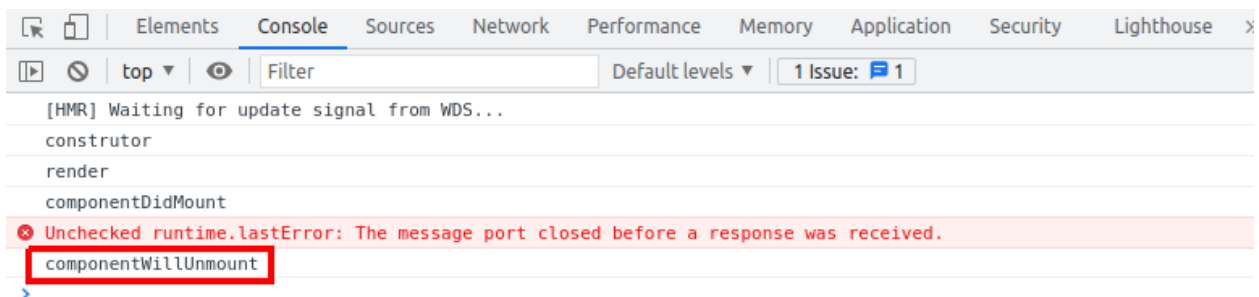 Elements Console Sources Network Performance Memory Application Security Lighthouse »
top ▼ Filter Default levels ▼ 1 Issue: 1
[HMR] Waiting for update signal from WDS...
construtor
render
componentDidMount
Unchecked runtime.lastError: The message port closed before a response was received.
componentWillUnmount
>